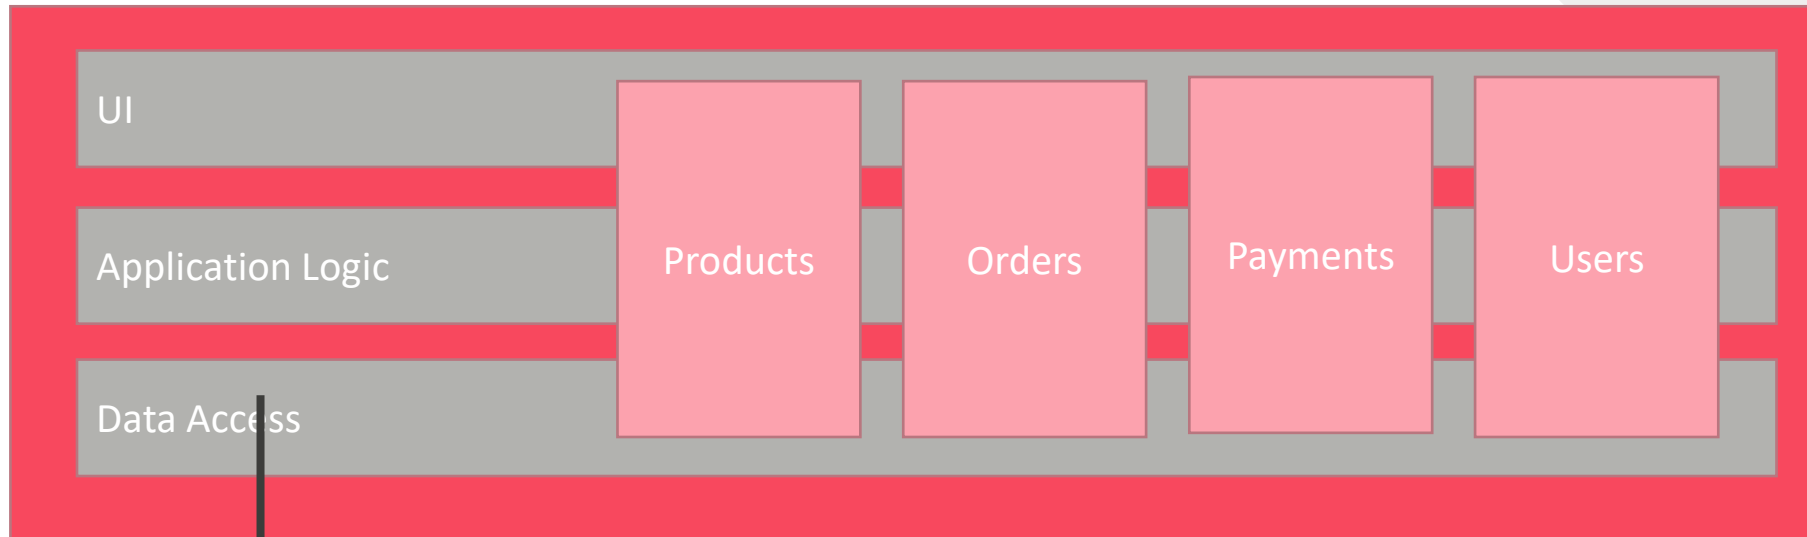 UI
Application Logic
Data Access
Products
Orders
Payments
Users